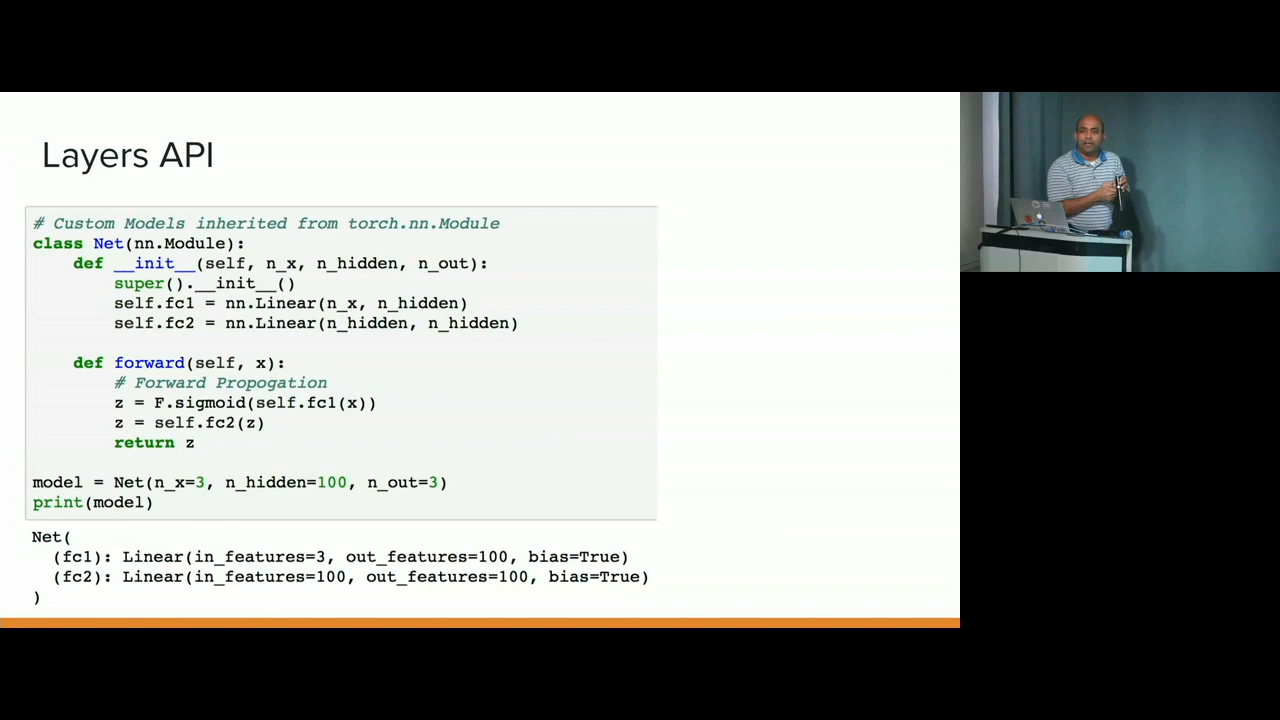 Layers API
# Custom Models inherited from torch.nn.Module
class Net(nn.Module):
    def __init__(self, n_x, n_hidden, n_out):
        super().__init__()
        self.fc1 = nn.Linear(n_x, n_hidden)
        self.fc2 = nn.Linear(n_hidden, n_hidden)
    def forward(self, x):
        # Forward Propogation
        z = F.sigmoid(self.fc1(x))
        z = self.fc2(z)
        return z
model = Net(n_x=3, n_hidden=100, n_out=3)
print(model)
Net(
  (fc1): Linear(in_features=3, out_features=100, bias=True)
  (fc2): Linear(in_features=100, out_features=100, bias=True)
)